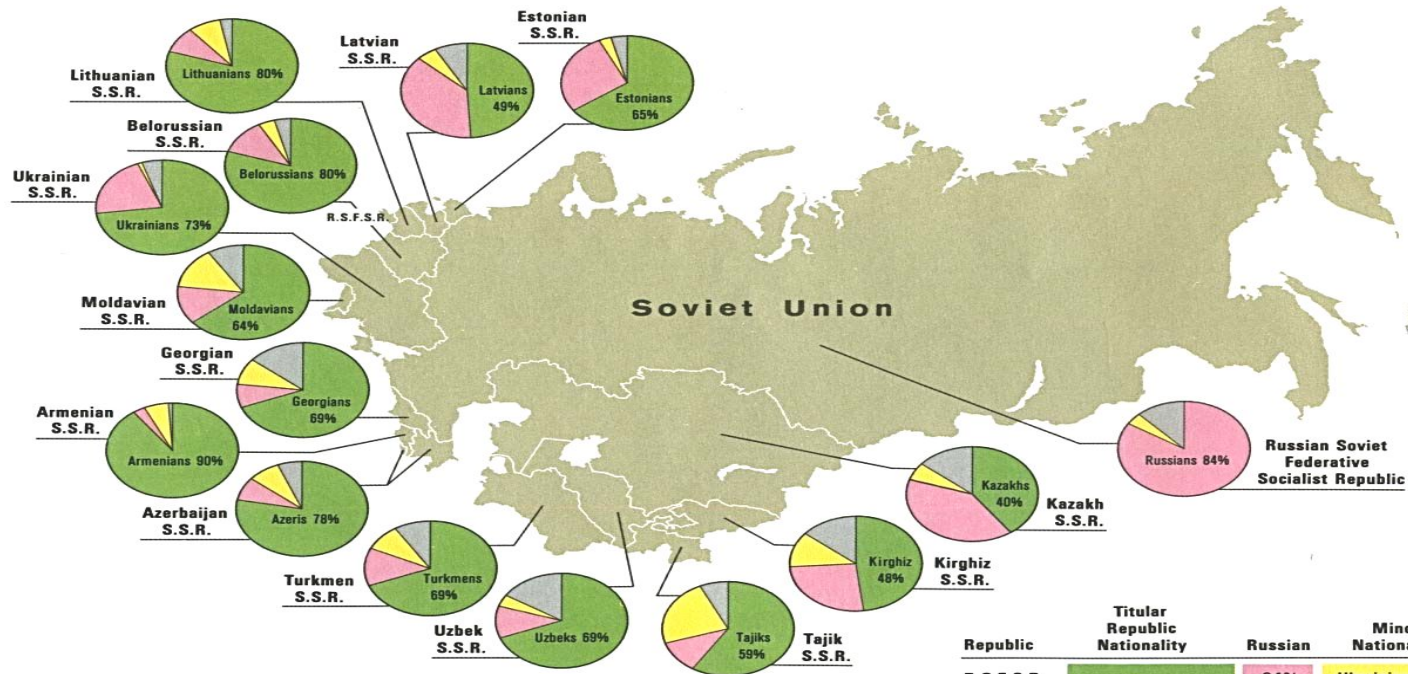 Estonian
S.S.R.
Estonians
65%
Latvian
S.S.R.
Latvians
49%
Lithuanian
S.S.R.
Lithuanians 80%
Belorussian
S.S.R.
Belorussians 80%
Ukrainian
S.S.R.
Ukrainians 73%
R.S.F.S.R.
Moldavian
S.S.R.
Moldavians
64%
Soviet Union
Georgian
S.S.R.
Georgians
69%
Armenian
S.S.R.
Armenians 90%
Azerbaijan
S.S.R.
Azeris 78%
Russians 84%
Russian Soviet
Federative
Socialist Republic
Kazakhs
40%
Kazakh
S.S.R.
Kirghiz
48%
Kirghiz
S.S.R.
Turkmen
S.S.R.
Turkmens
69%
Uzbek
S.S.R.
Uzbeks 69%
Tajiks
59%
Tajik
S.S.R.
Titular
Republic
Republic Nationality Russian